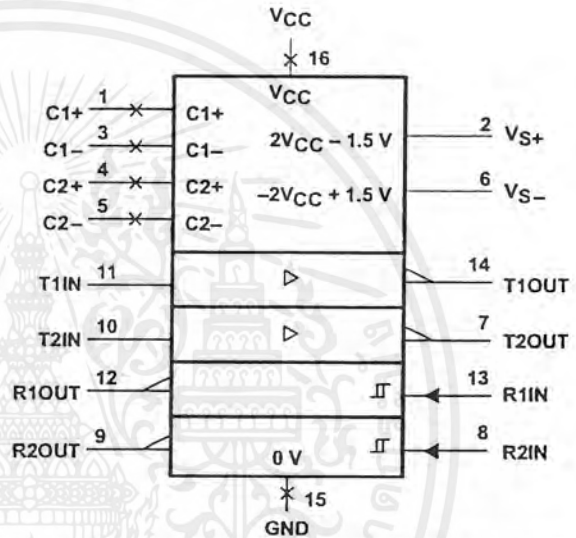 VCC
16
VCC
1
C1+ C1+
3
C1– C1–
2VCC – 1.5 V
2
VS+
4
C2+ C2+
5
C2– C2–
–2VCC + 1.5 V
6
VS–
11
T1IN
14
T1OUT
10
T2IN
7
T2OUT
12
R1OUT
13
R1IN
9
R2OUT
8
R2IN
0 V
15
GND